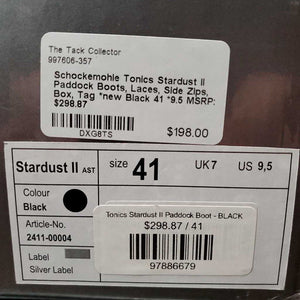 The Tack Collector
997606-357
Schockemohle Tonics Stardust II
Paddock Boots, Laces, Side Zips,
Box, Tag *new Black 41 *9.5 MSRP:
$298.87
DXG8TS
$198.00
Stardust II AST
size 41 UK 7 US 9,5
Colour
Black
Article-No.
2411-00004
Label
Silver Label
Tonics Stardust II Paddock Boot - BLACK
$298.87 / 41
97886679